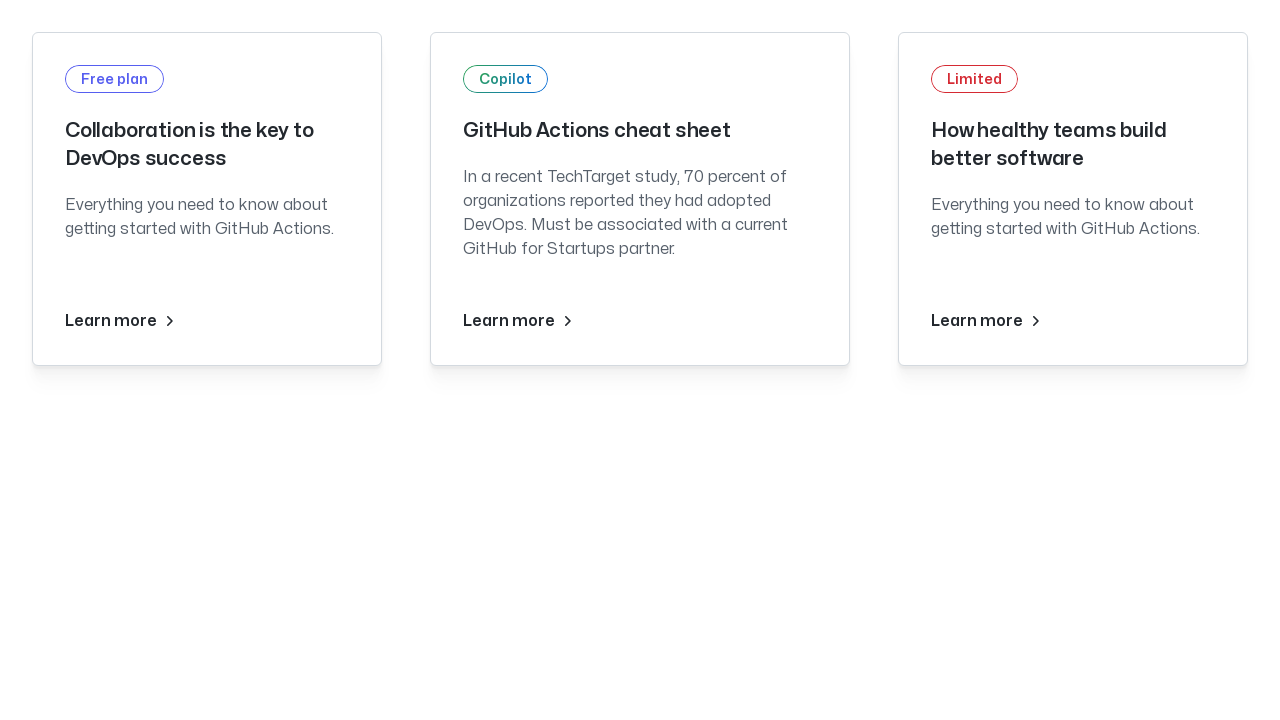 Free plan
Collaboration is the key to
DevOps success
Everything you need to know about
getting started with GitHub Actions.
Learn more
Copilot
GitHub Actions cheat sheet
In a recent TechTarget study, 70 percent of
organizations reported they had adopted
DevOps. Must be associated with a current
GitHub for Startups partner.
Learn more
Limited
How healthy teams build
better software
Everything you need to know about
getting started with GitHub Actions.
Learn more